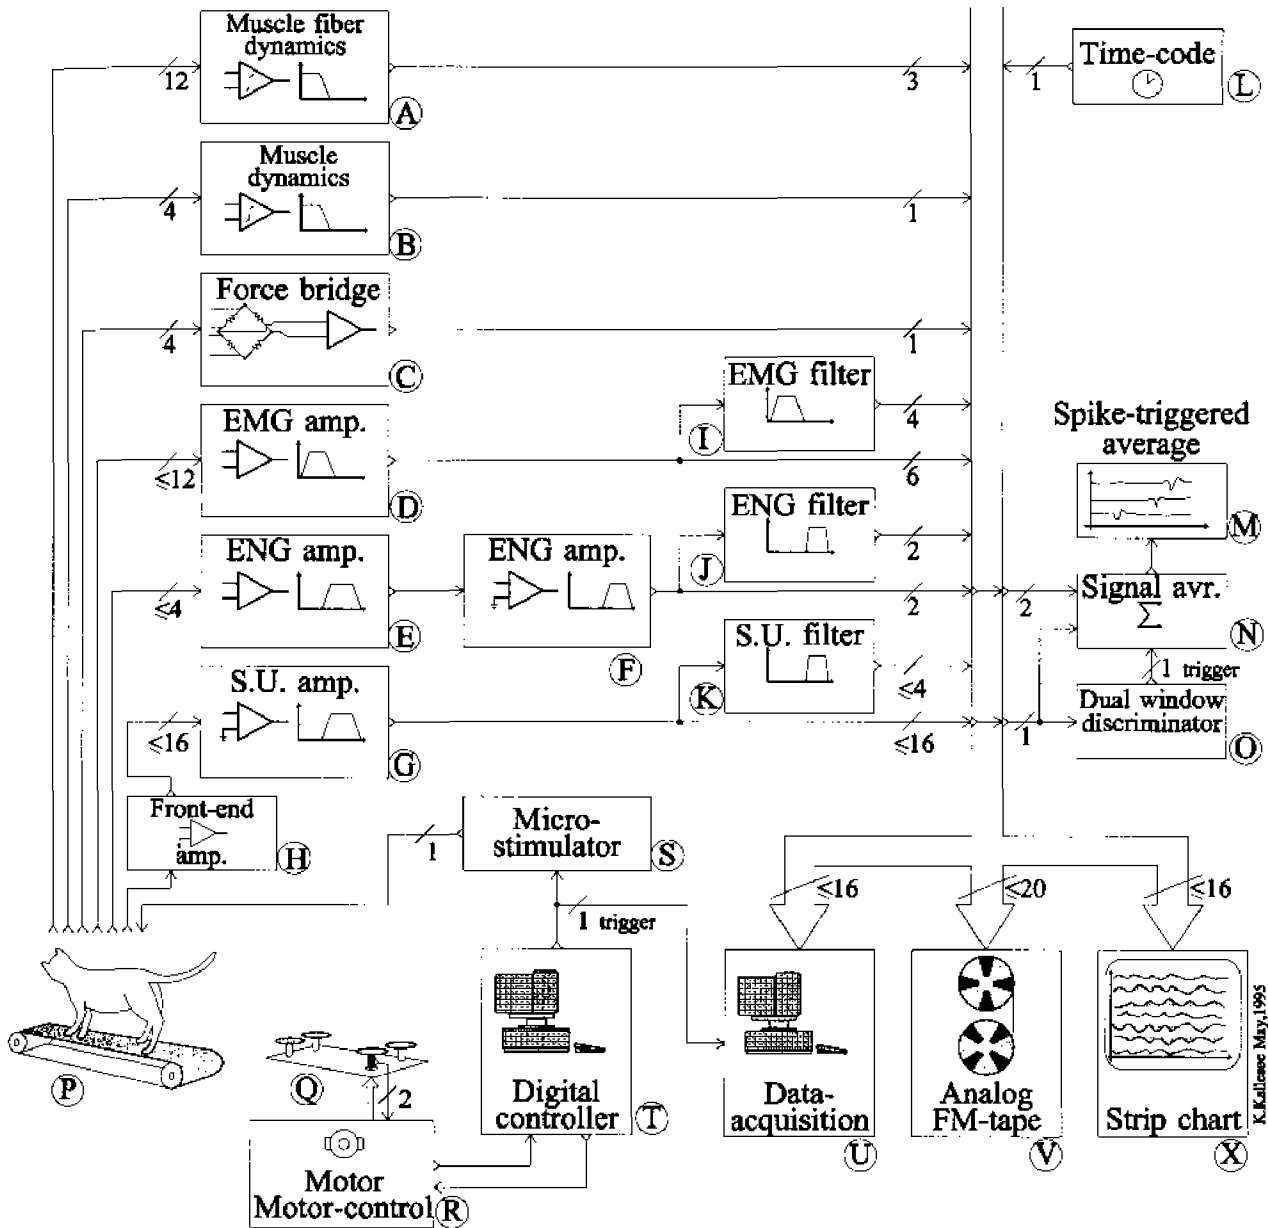 Muscle fiber
dynamics
12
A
3
1
Time-code
L
Muscle
dynamics
4
B
1
Force bridge
4
C
1
EMG filter
I
4
EMG amp.
≤12
D
6
Spike-triggered
average
M
ENG filter
J
2
ENG amp.
≤4
E
ENG amp.
F
2
2
Signal avr.
Σ
N
S.U. filter
K
≤4
1 trigger
S.U. amp.
≤16
G
≤16
1
Dual window
discriminator
O
Front-end
amp.
H
1
Micro-
stimulator
S
1 trigger
≤16
≤20
≤16
P
Q
2
Motor
Motor-control
R
Digital
controller
T
Data-
acquisition
U
Analog
FM-tape
V
Strip chart
X
K.Kallesøe May,1995